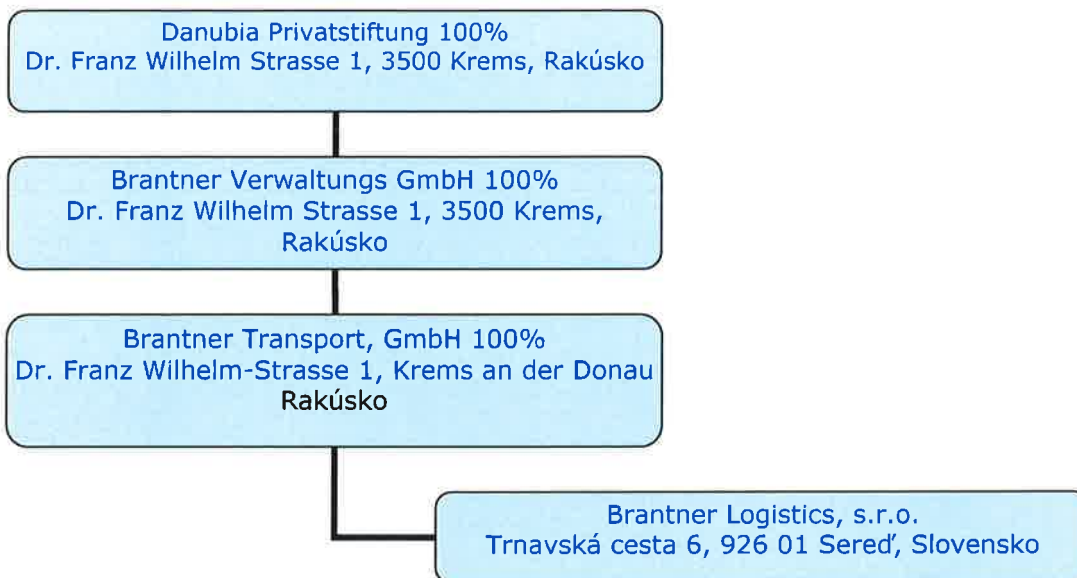 Danubia Privatstiftung 100%
Dr. Franz Wilhelm Strasse 1, 3500 Krems, Rakúsko
Brantner Verwaltungs GmbH 100%
Dr. Franz Wilhelm Strasse 1, 3500 Krems,
Rakúsko
Brantner Transport, GmbH 100%
Dr. Franz Wilhelm-Strasse 1, Krems an der Donau
Rakúsko
Brantner Logistics, s.r.o.
Trnavská cesta 6, 926 01 Sereď, Slovensko